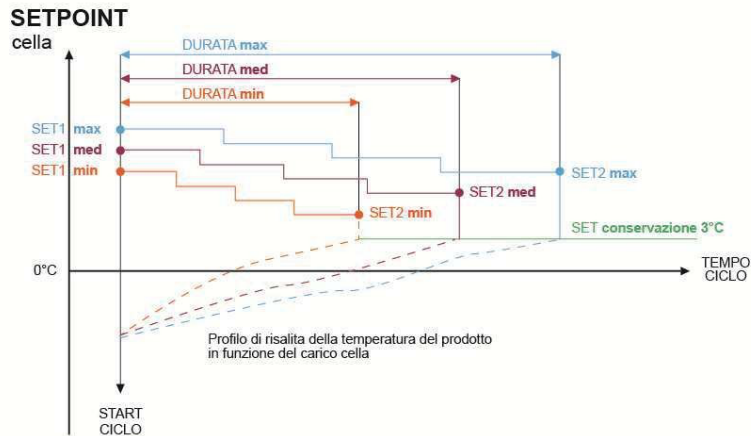 SETPOINT
cella
DURATA max
DURATA med
DURATA min
SET1 max
SET1 med
SET1 min
SET2 max
SET2 med
SET2 min
SET conservazione 3°C
0°C
TEMPO
CICLO
Profilo di risalita della temperatura del prodotto
in funzione del carico cella
START
CICLO